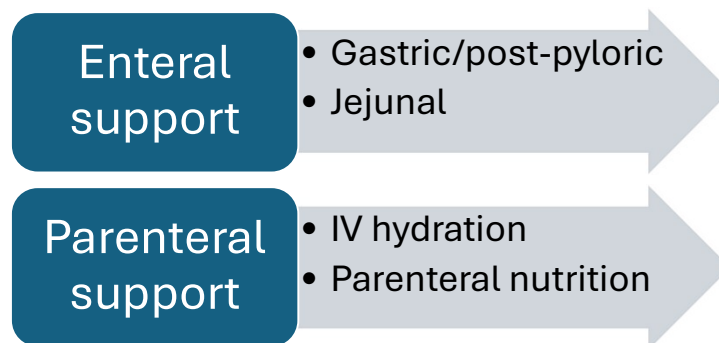 Enteral
support
• Gastric/post-pyloric
• Jejunal
Parenteral
support
• IV hydration
• Parenteral nutrition